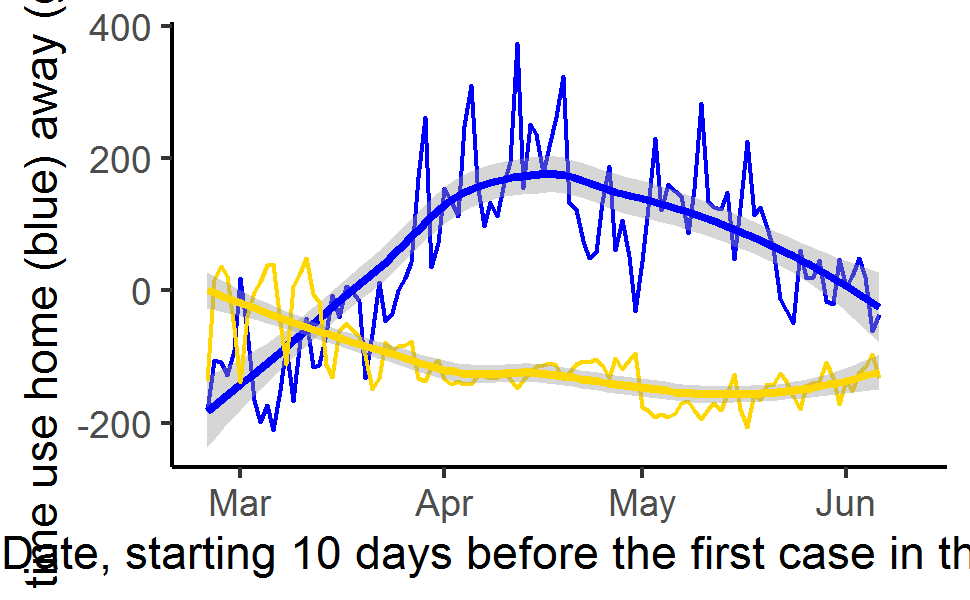 time use home (blue) away (
400
200
0
-200
Mar Apr May Jun
Date, starting 10 days before the first case in th